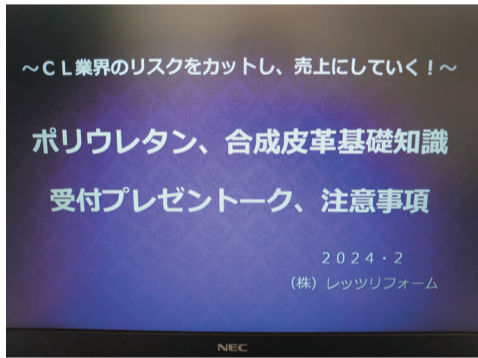 ～ＣＬ業界のリスクをカットし、売上にしていく！～
ポリウレタン、合成皮革基礎知識
受付プレゼントーク、注意事項
２０２４・２
（株）レッツリフォーム
NEC